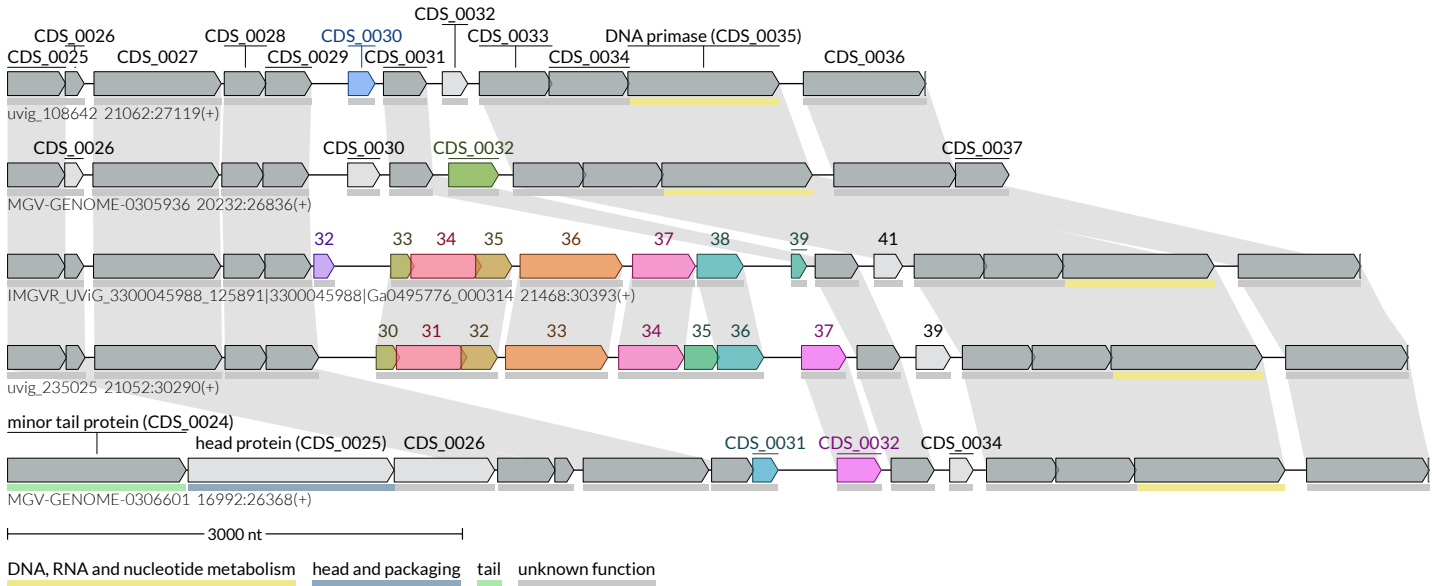 CDS_0032
CDS_0026 CDS_0028 CDS_0030 CDS_0033 DNA primase (CDS_0035)
CDS_0025 CDS_0027 CDS_0029 CDS_0031 CDS_0034 CDS_0036
uvig_108642 21062:27119(+)
CDS_0026 CDS_0030 CDS_0032 CDS_0037
MGV-GENOME-0305936 20232:26836(+)
32 33 34 35 36 37 38 39 41
IMGVR_UViG_3300045988_125891|3300045988|Ga0495776_000314 21468:30393(+)
30 31 32 33 34 35 36 37 39
uvig_235025 21052:30290(+)
minor tail protein (CDS_0024)
head protein (CDS_0025) CDS_0026 CDS_0031 CDS_0032 CDS_0034
MGV-GENOME-0306601 16992:26368(+)
3000 nt
DNA, RNA and nucleotide metabolism head and packaging tail unknown function